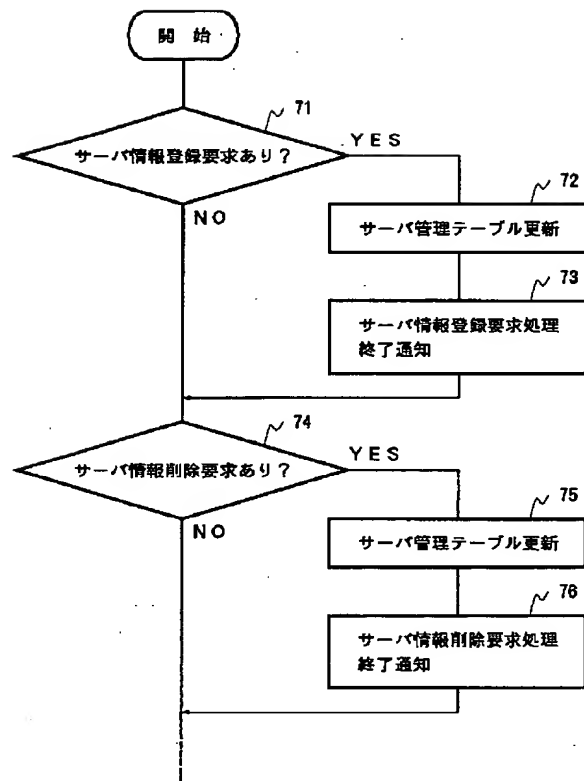 開始
71
サーバ情報登録要求あり？
YES
NO
72
サーバ管理テーブル更新
73
サーバ情報登録要求処理
終了通知
74
サーバ情報削除要求あり？
YES
NO
75
サーバ管理テーブル更新
76
サーバ情報削除要求処理
終了通知